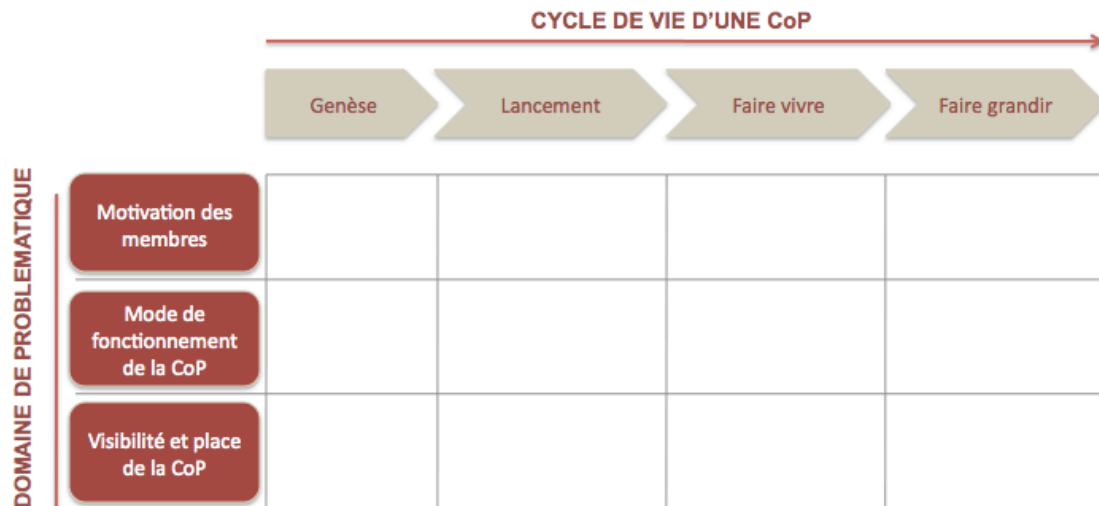 CYCLE DE VIE D’UNE CoP
Genèse
Lancement
Faire vivre
Faire grandir
DOMAINE DE PROBLEMATIQUE
Motivation des
membres
Mode de
fonctionnement
de la CoP
Visibilité et place
de la CoP